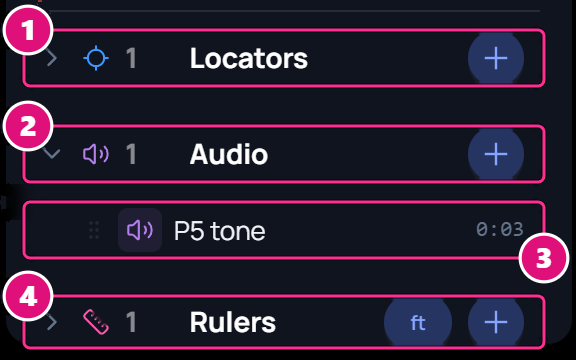 1
1 Locators +
2
1 Audio +
P5 tone 0:03
3
4
1 Rulers ft +